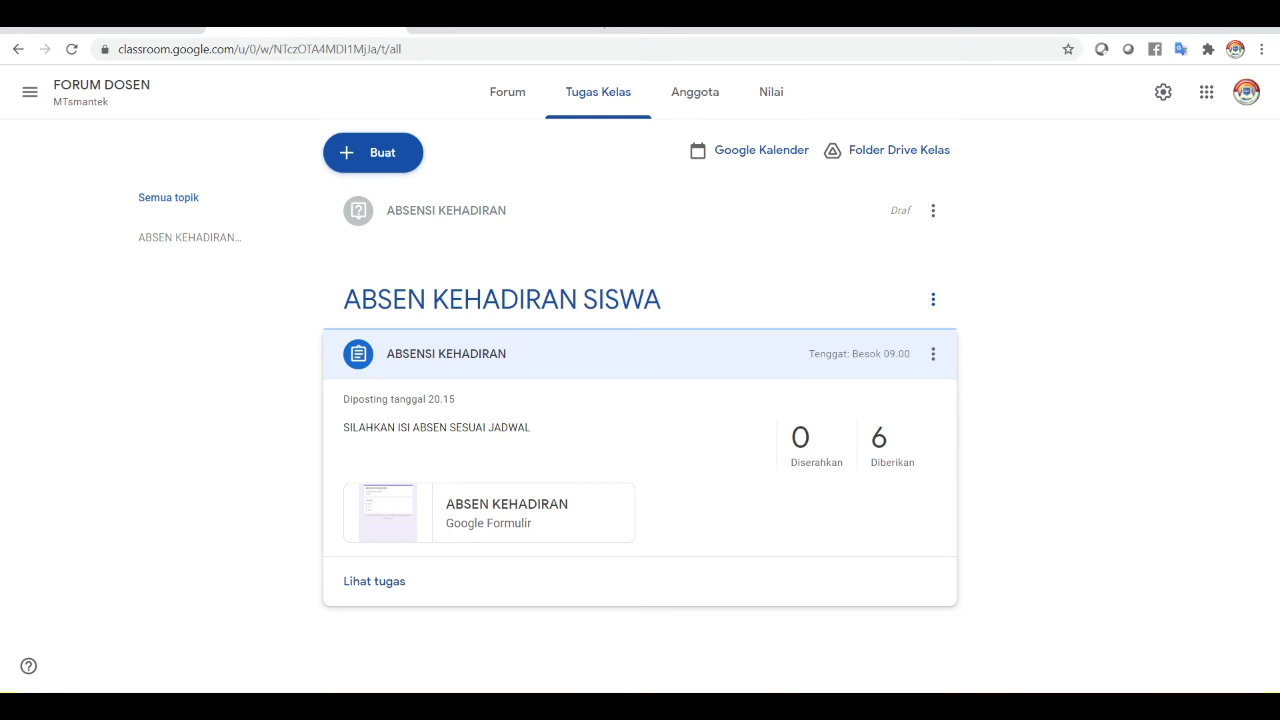 classroom.google.com/u/0/w/NTczOTA4MDI1MjJa/t/all
FORUM DOSEN
MTsmantek
Forum
Tugas Kelas
Anggota
Nilai
Buat
Google Kalender
Folder Drive Kelas
Semua topik
ABSEN KEHADIRAN...
ABSENSI KEHADIRAN
Draf
ABSEN KEHADIRAN SISWA
ABSENSI KEHADIRAN
Tenggat: Besok 09.00
Diposting tanggal 20.15
SILAHKAN ISI ABSEN SESUAI JADWAL
0
Diserahkan
6
Diberikan
ABSEN KEHADIRAN
Google Formulir
Lihat tugas